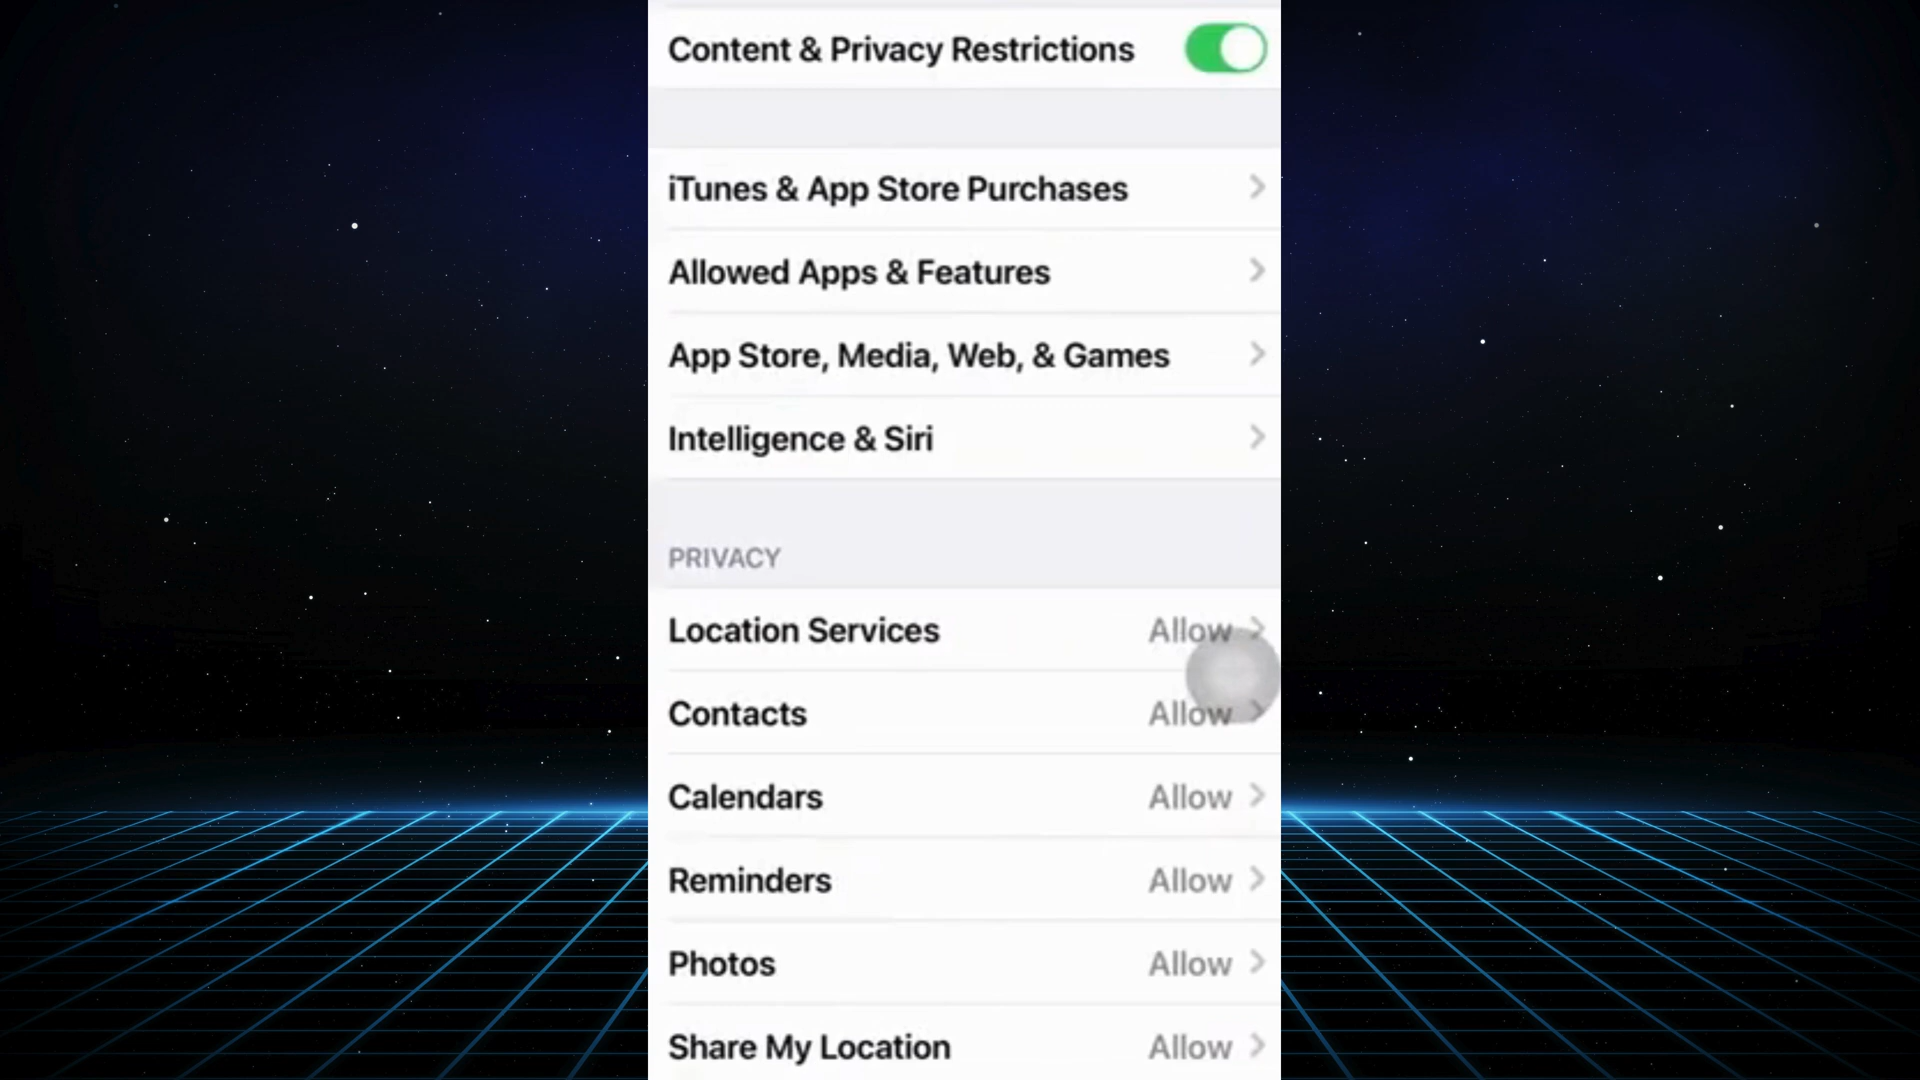 Content & Privacy Restrictions
iTunes & App Store Purchases
Allowed Apps & Features
App Store, Media, Web, & Games
Intelligence & Siri
PRIVACY
Location Services Allow
Contacts Allow
Calendars Allow
Reminders Allow
Photos Allow
Share My Location Allow